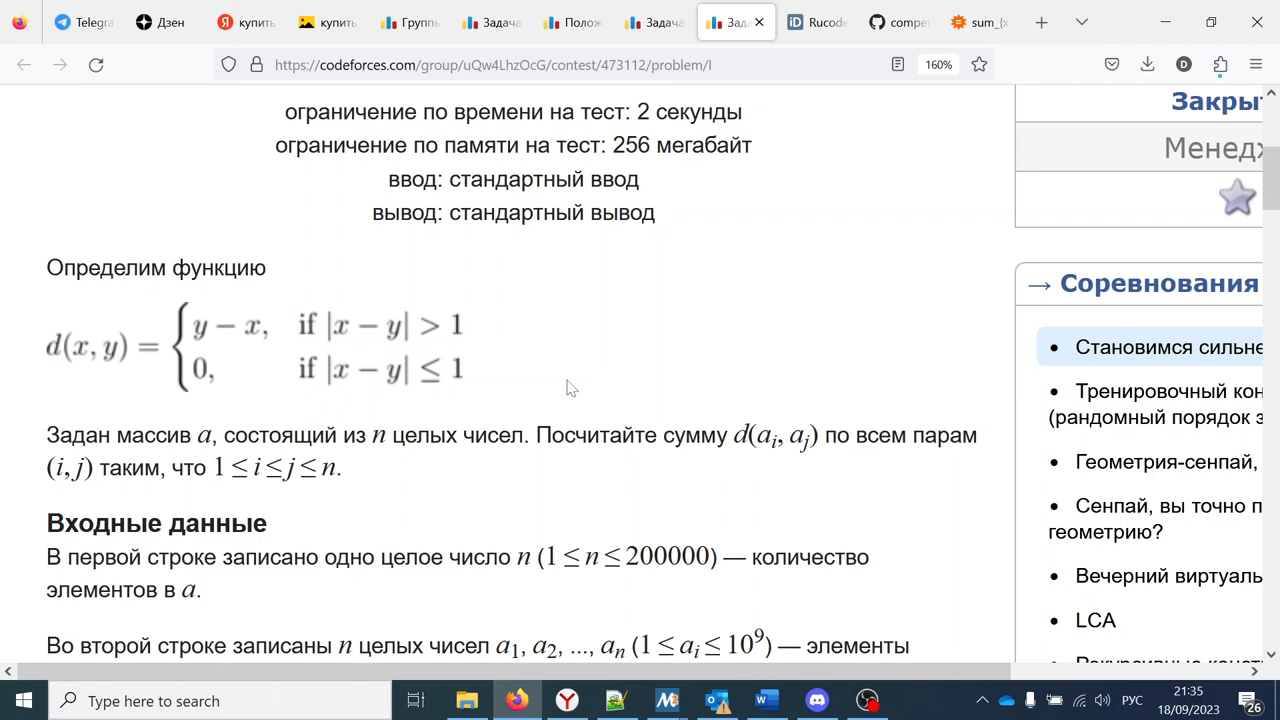 Telegra
Дзен
купить
купить
Группь
Задача
Полож
Задача
Зада
Rucode
compet
sum_{x
https://codeforces.com/group/uQw4LhzOcG/contest/473112/problem/I
160%
ограничение по времени на тест: 2 секунды
ограничение по памяти на тест: 256 мегабайт
ввод: стандартный ввод
вывод: стандартный вывод
Определим функцию
d(x, y) = { y − x, if |x − y| > 1
0, if |x − y| ≤ 1
Задан массив a, состоящий из n целых чисел. Посчитайте сумму d(ai, aj) по всем парам
(i, j) таким, что 1 ≤ i ≤ j ≤ n.
Входные данные
В первой строке записано одно целое число n (1 ≤ n ≤ 200000) — количество
элементов в a.
Во второй строке записаны n целых чисел a1, a2, ..., an (1 ≤ ai ≤ 10^9) — элементы
Закрыт
Менедж
→ Соревнования
Становимся сильне
Тренировочный кон
(рандомный порядок з
Геометрия-сенпай,
Сенпай, вы точно п
геометрию?
Вечерний виртуаль
LCA
Type here to search
РУС
21:35
18/09/2023
26